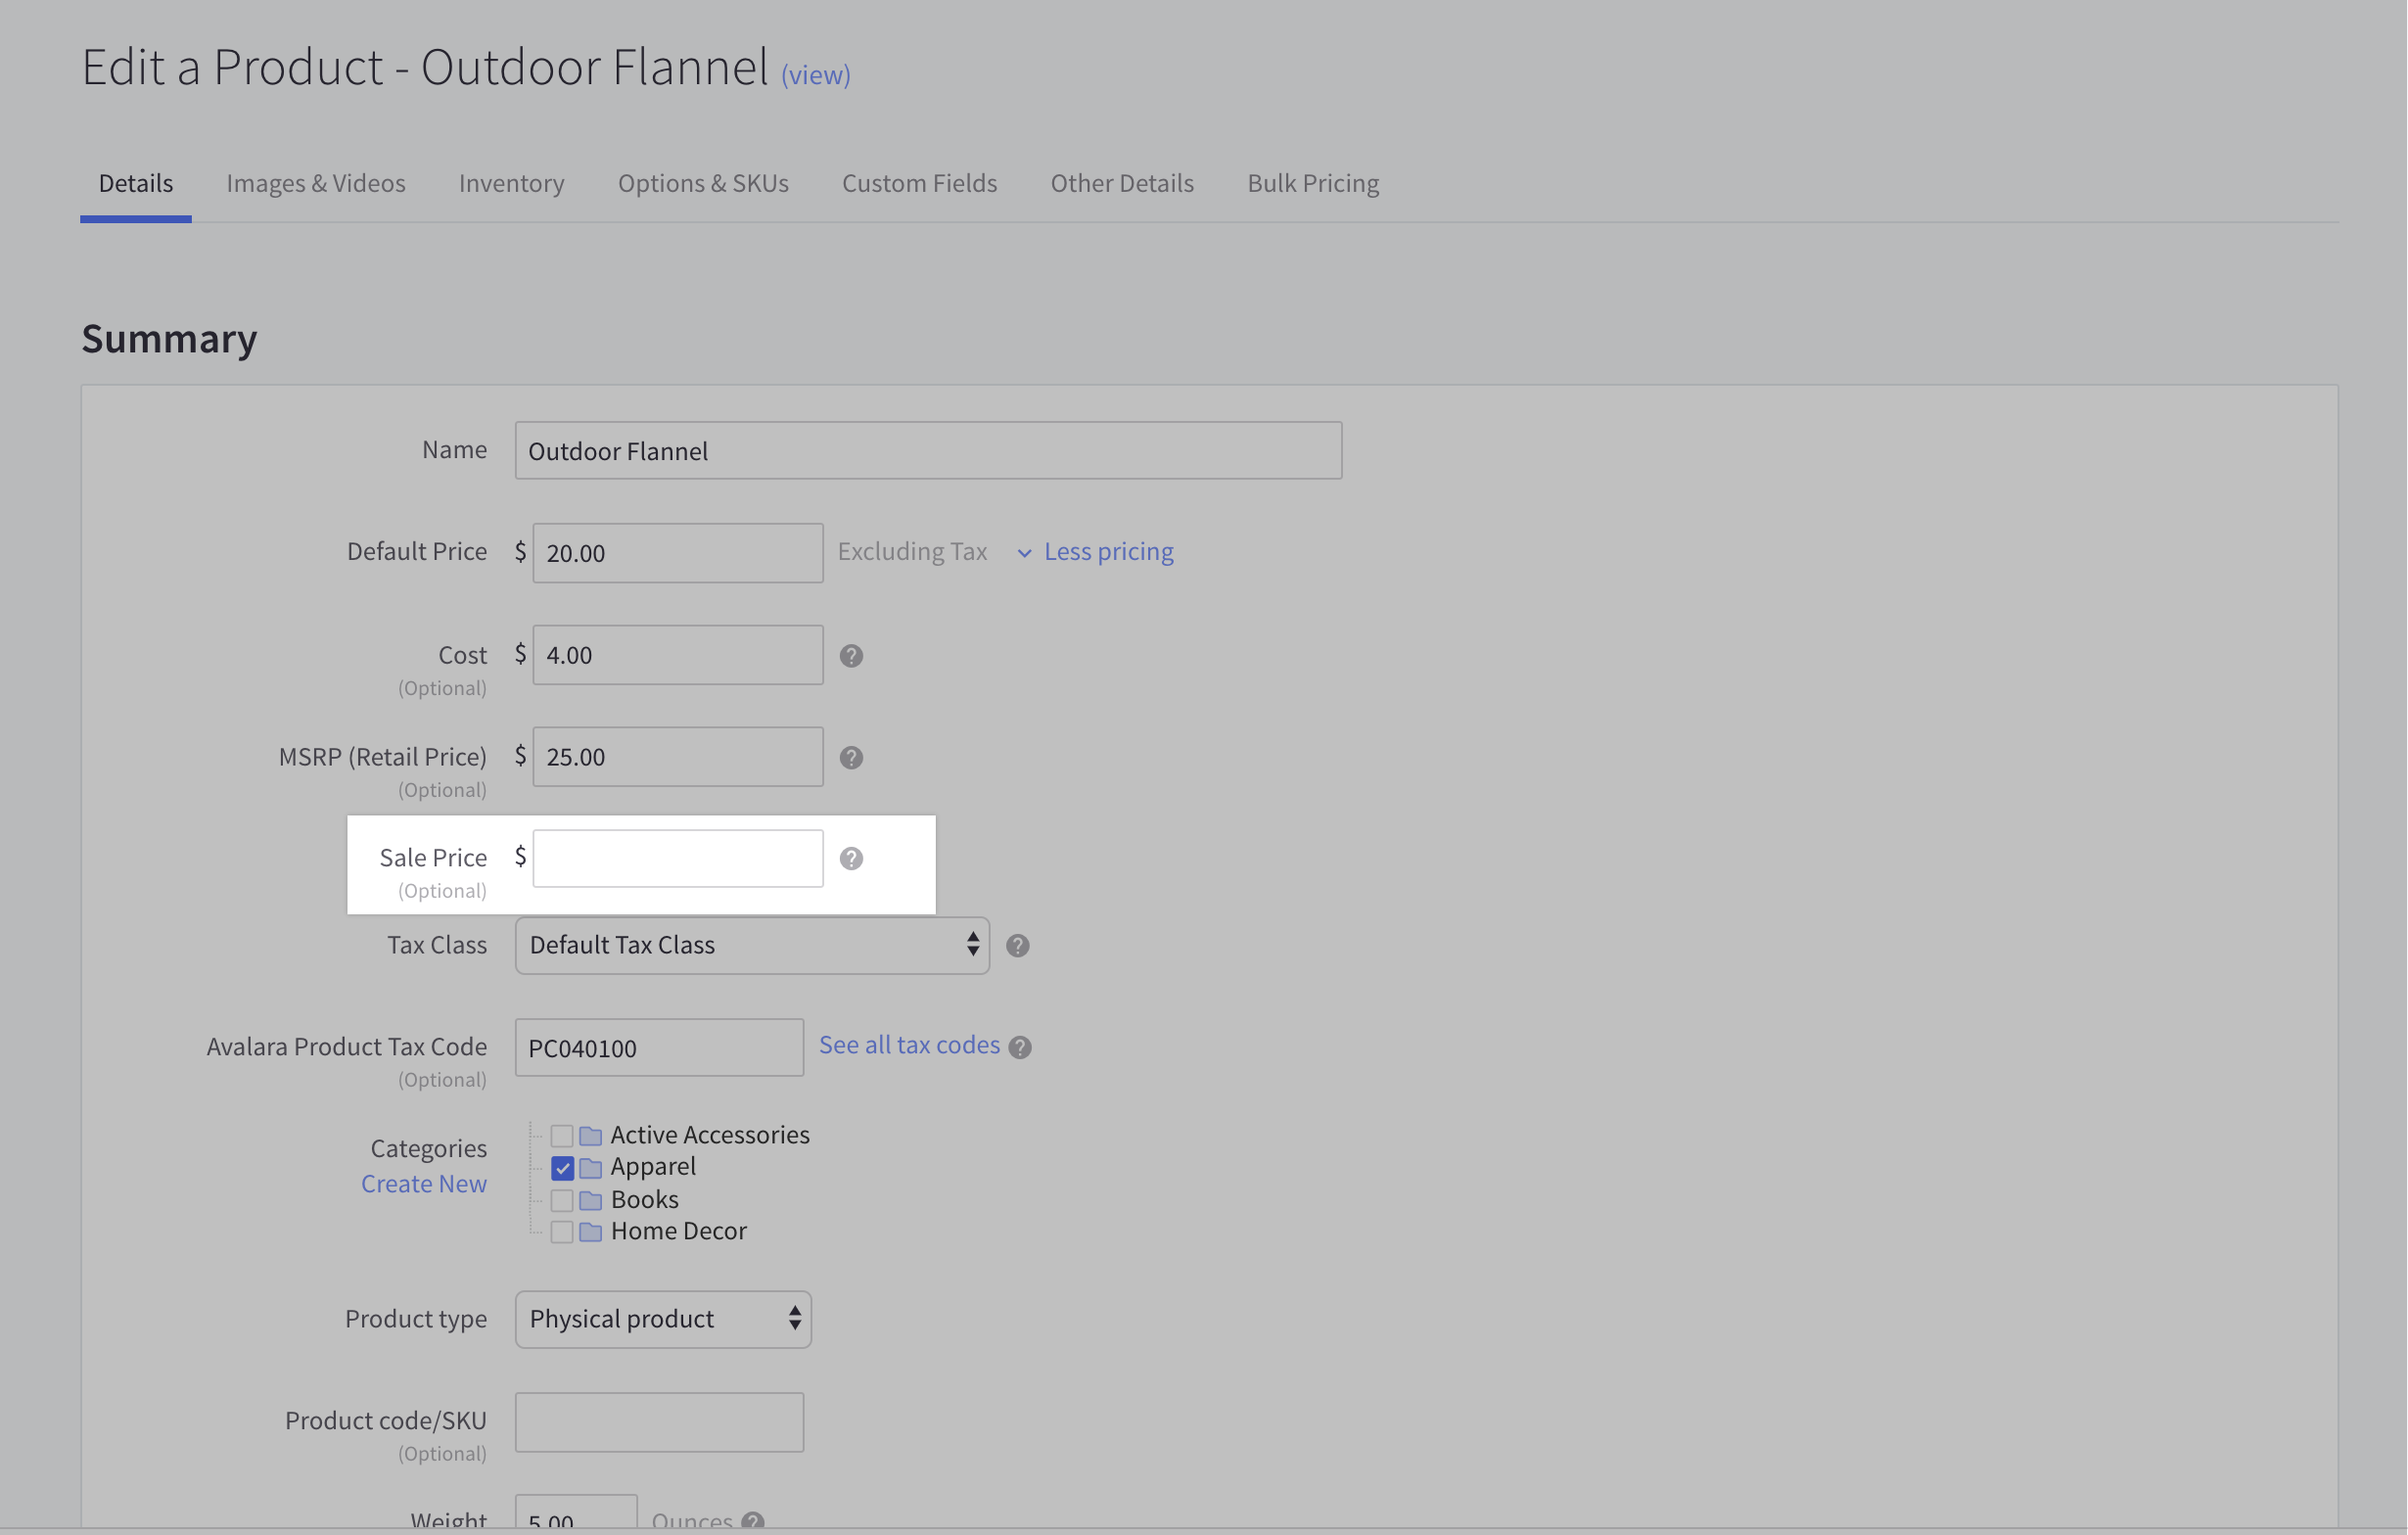 Edit a Product - Outdoor Flannel (view)
Details Images & Videos Inventory Options & SKUs Custom Fields Other Details Bulk Pricing
Summary
Name Outdoor Flannel
Default Price $ 20.00 Excluding Tax Less pricing
Cost $ 4.00 ?
(Optional)
MSRP (Retail Price) $ 25.00 ?
(Optional)
Sale Price $ ?
(Optional)
Tax Class Default Tax Class ?
Avalara Product Tax Code PC040100 See all tax codes ?
(Optional)
Categories
Create New
Active Accessories
Apparel
Books
Home Decor
Product type Physical product
Product code/SKU
(Optional)
Weight 5.00 Ounces ?